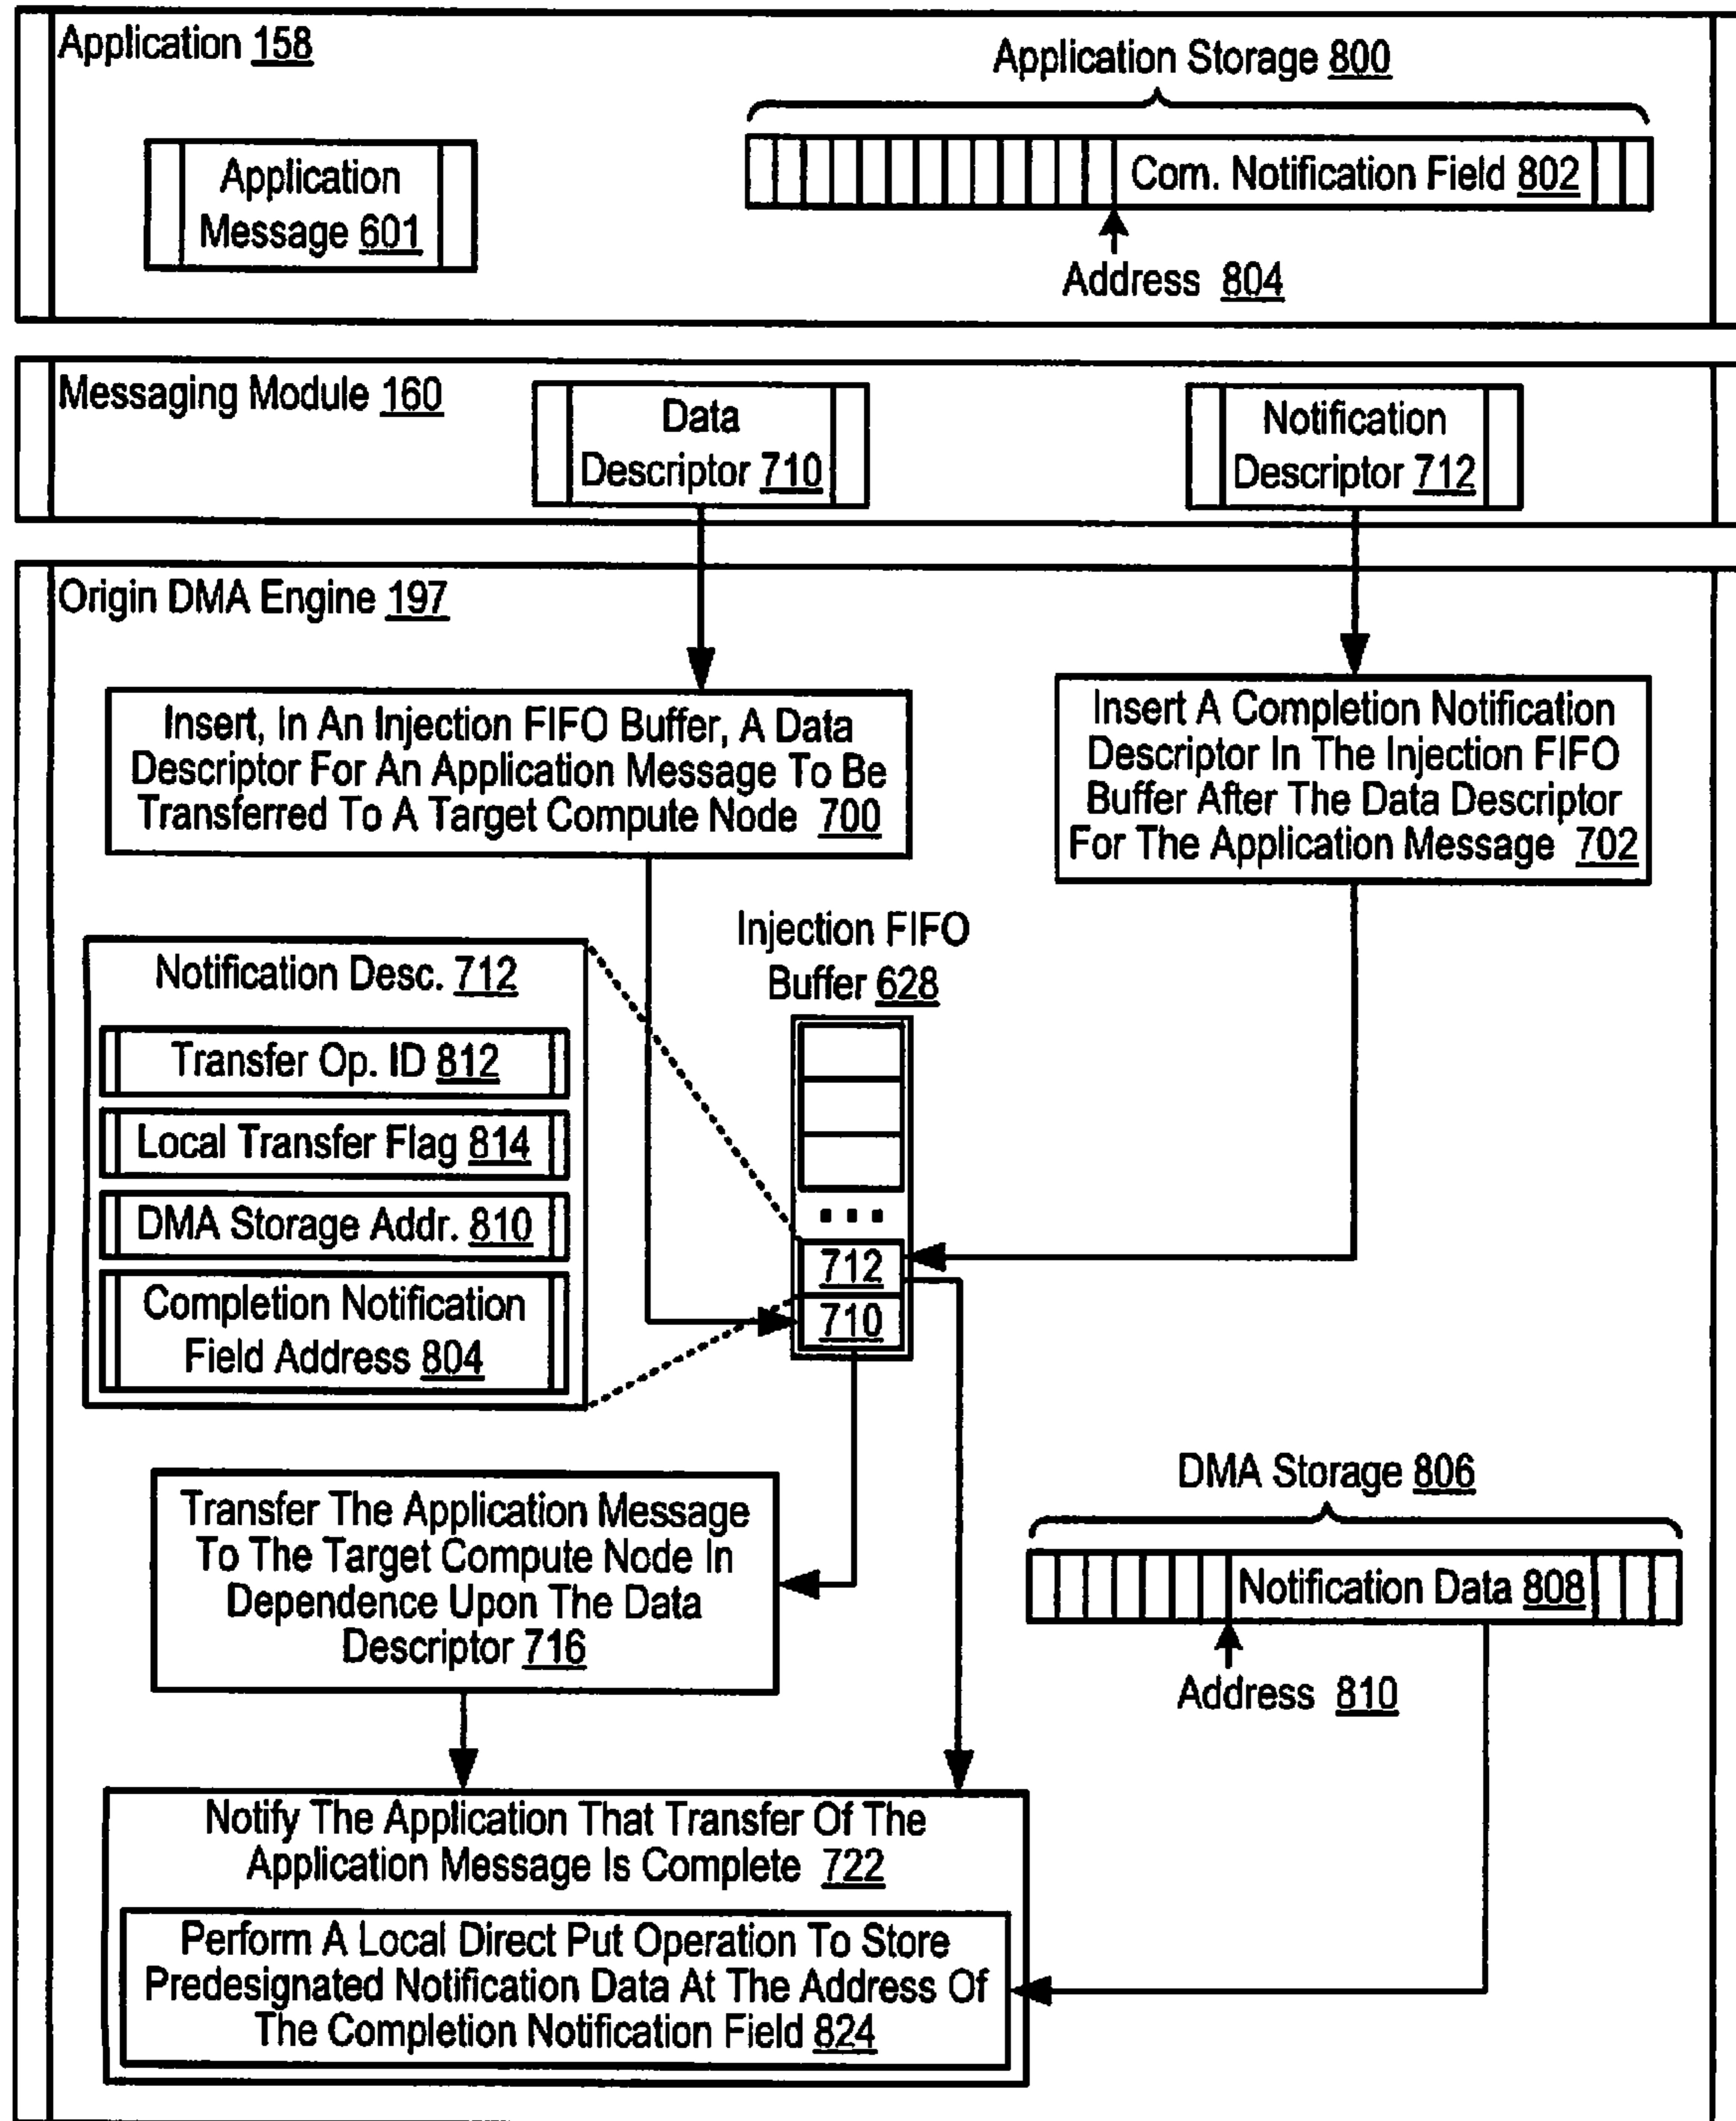 Application 158
Application Storage 800
Application
Message 601
Com. Notification Field 802
Address 804
Messaging Module 160
Data
Descriptor 710
Notification
Descriptor 712
Origin DMA Engine 197
Insert, In An Injection FIFO Buffer, A Data
Descriptor For An Application Message To Be
Transferred To A Target Compute Node 700
Insert A Completion Notification
Descriptor In The Injection FIFO
Buffer After The Data Descriptor
For The Application Message 702
Injection FIFO
Buffer 628
Notification Desc. 712
Transfer Op. ID 812
Local Transfer Flag 814
DMA Storage Addr. 810
Completion Notification
Field Address 804
...
712
710
Transfer The Application Message
To The Target Compute Node In
Dependence Upon The Data
Descriptor 716
DMA Storage 806
Notification Data 808
Address 810
Notify The Application That Transfer Of The
Application Message Is Complete 722
Perform A Local Direct Put Operation To Store
Predesignated Notification Data At The Address Of
The Completion Notification Field 824